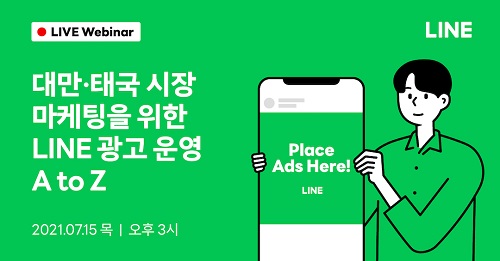 LIVE Webinar
LINE
대만·태국 시장
마케팅을 위한
LINE 광고 운영
A to Z
2021.07.15 목 | 오후 3시
Place
Ads Here!
LINE